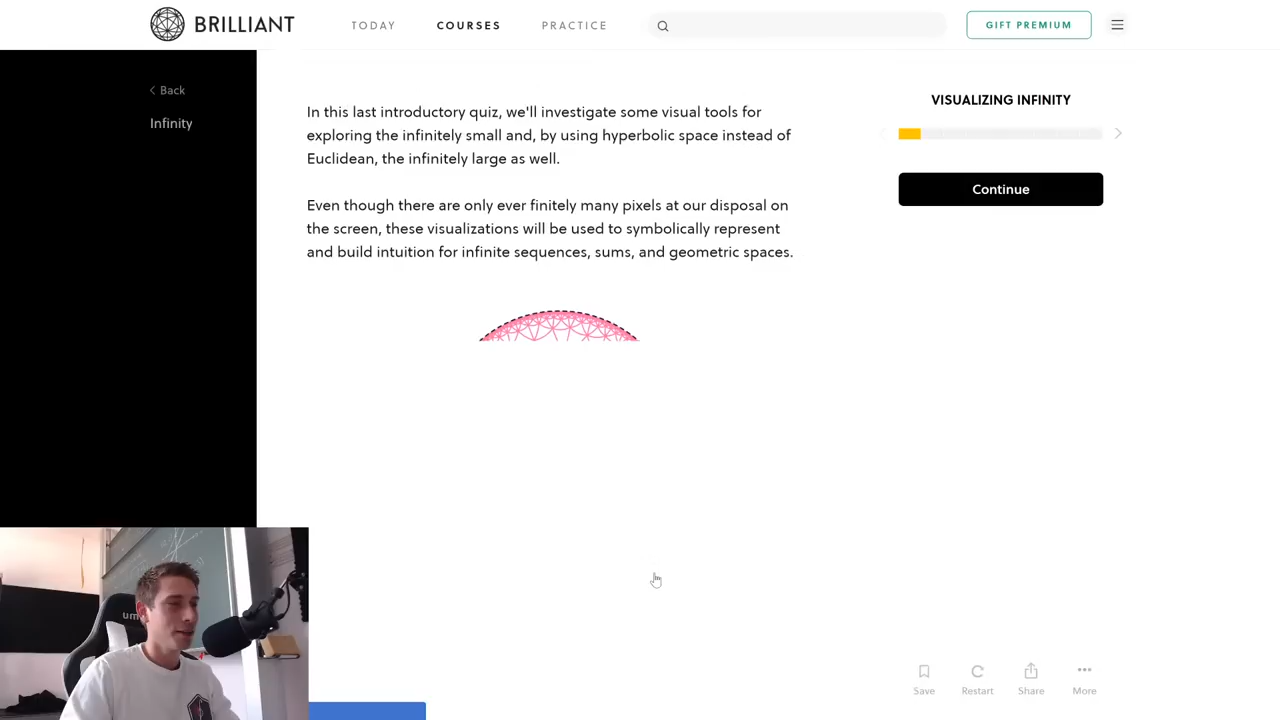 BRILLIANT
TODAY
COURSES
PRACTICE
GIFT PREMIUM
Back
Infinity
In this last introductory quiz, we'll investigate some visual tools for
exploring the infinitely small and, by using hyperbolic space instead of
Euclidean, the infinitely large as well.
Even though there are only ever finitely many pixels at our disposal on
the screen, these visualizations will be used to symbolically represent
and build intuition for infinite sequences, sums, and geometric spaces.
VISUALIZING INFINITY
Continue
Save
Restart
Share
More